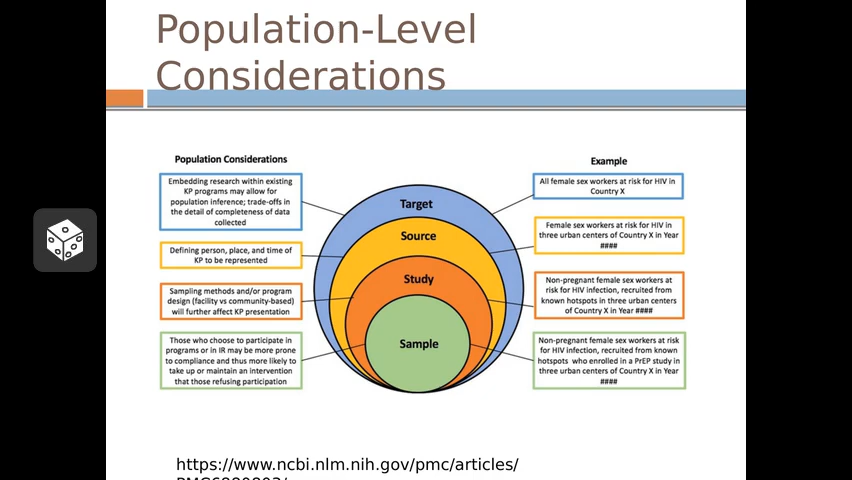 Population-Level
Considerations
Population Considerations
Embedding research within existing
KP programs may allow for
population inference; trade-offs in
the detail of completeness of data
collected
Defining person, place, and time of
KP to be represented
Sampling methods and/or program
design (facility vs community-based)
will further affect KP presentation
Those who choose to participate in
programs or in IR may be more prone
to compliance and thus more likely to
take up or maintain an intervention
that those refusing participation
Target
Source
Study
Sample
Example
All female sex workers at risk for HIV in
Country X
Female sex workers at risk for HIV in
three urban centers of Country X in Year
####
Non-pregnant female sex workers at
risk for HIV infection, recruited from
known hotspots in three urban centers
of Country X in Year ####
Non-pregnant female sex workers at risk
for HIV infection, recruited from known
hotspots who enrolled in a PrEP study in
three urban centers of Country X in Year
####
https://www.ncbi.nlm.nih.gov/pmc/articles/